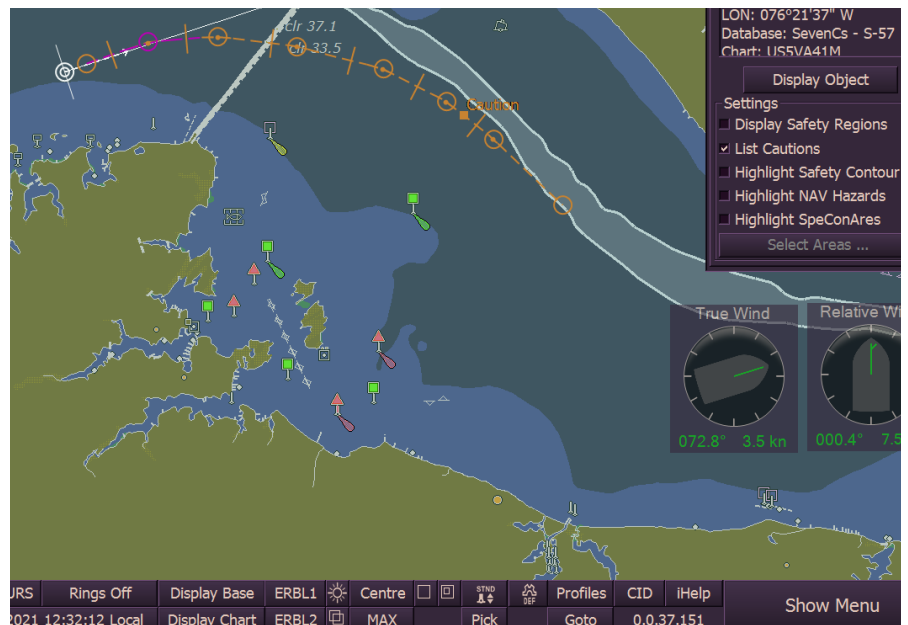 LON: 076°21'37" W
Database: SevenCs - S-57
Chart: US5VA41M
Display Object
Settings
Display Safety Regions
List Cautions
Highlight Safety Contour
Highlight NAV Hazards
Highlight SpeConAres
Select Areas ...
clr 37.1
clr 33.5
Caution
True Wind
Relative Wi
072.8° 3.5 kn
000.4° 7.5
URS Rings Off Display Base ERBL1 Centre STND DEF Profiles CID iHelp
Show Menu
2021 12:32:12 Local Display Chart ERBL2 MAX Pick Goto 0.0.37.151